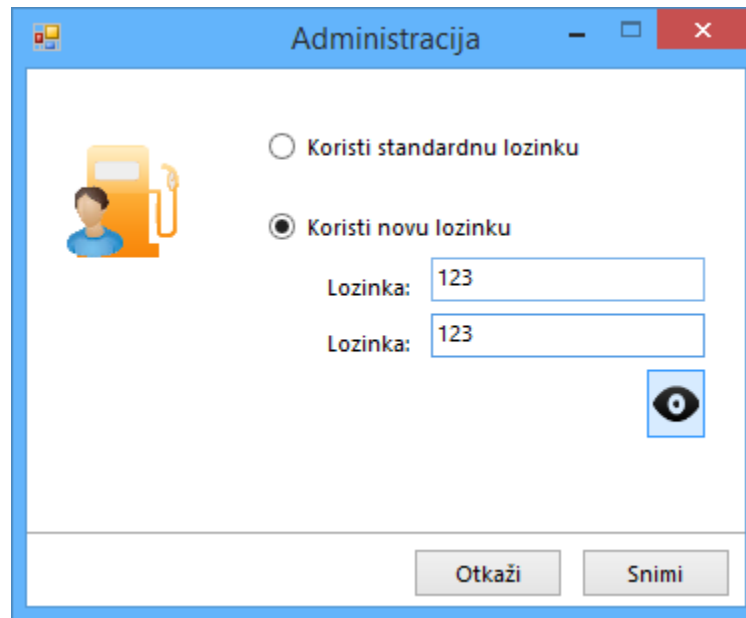 Administracija
Koristi standardnu lozinku
Koristi novu lozinku
Lozinka: 123
Lozinka: 123
Otkaži Snimi